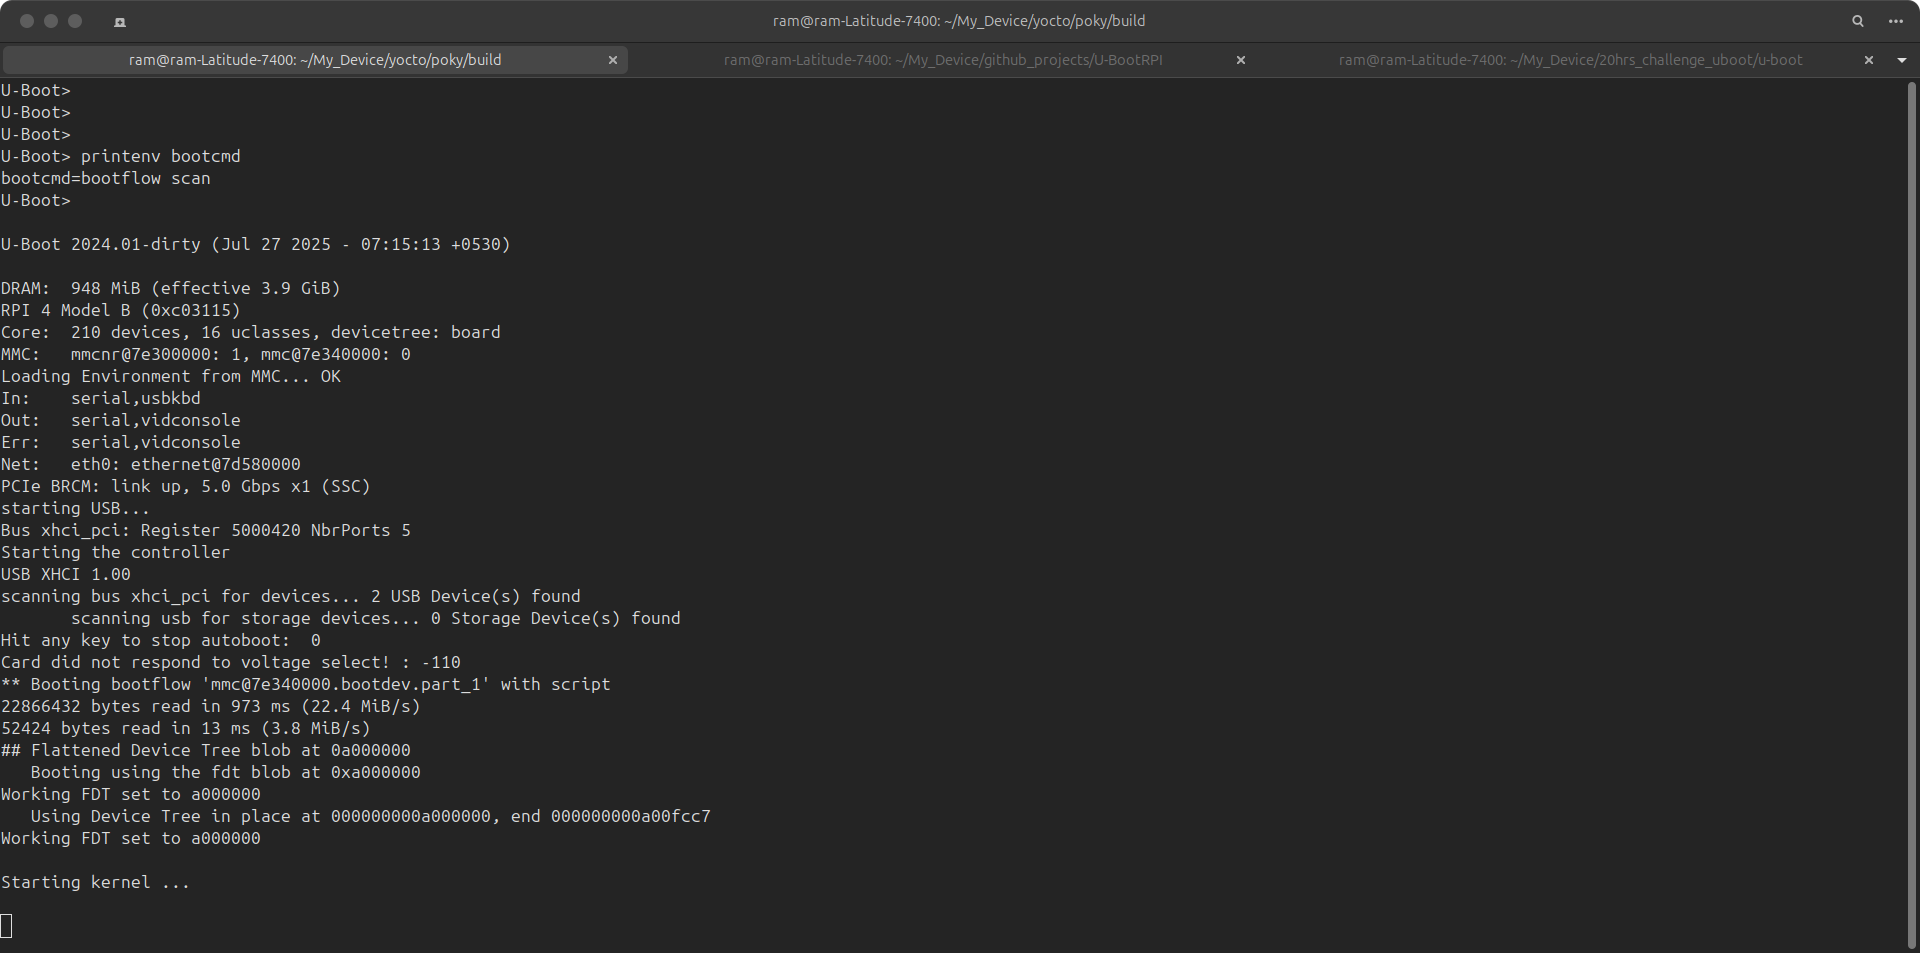 ram@ram-Latitude-7400: ~/My_Device/yocto/poky/build
ram@ram-Latitude-7400: ~/My_Device/yocto/poky/build
ram@ram-Latitude-7400: ~/My_Device/github_projects/U-BootRPI
ram@ram-Latitude-7400: ~/My_Device/20hrs_challenge_uboot/u-boot
U-Boot>
U-Boot>
U-Boot>
U-Boot> printenv bootcmd
bootcmd=bootflow scan
U-Boot>
U-Boot 2024.01-dirty (Jul 27 2025 - 07:15:13 +0530)
DRAM:  948 MiB (effective 3.9 GiB)
RPI 4 Model B (0xc03115)
Core:  210 devices, 16 uclasses, devicetree: board
MMC:   mmcnr@7e300000: 1, mmc@7e340000: 0
Loading Environment from MMC... OK
In:    serial,usbkbd
Out:   serial,vidconsole
Err:   serial,vidconsole
Net:   eth0: ethernet@7d580000
PCIe BRCM: link up, 5.0 Gbps x1 (SSC)
starting USB...
Bus xhci_pci: Register 5000420 NbrPorts 5
Starting the controller
USB XHCI 1.00
scanning bus xhci_pci for devices... 2 USB Device(s) found
       scanning usb for storage devices... 0 Storage Device(s) found
Hit any key to stop autoboot:  0
Card did not respond to voltage select! : -110
** Booting bootflow 'mmc@7e340000.bootdev.part_1' with script
22866432 bytes read in 973 ms (22.4 MiB/s)
52424 bytes read in 13 ms (3.8 MiB/s)
## Flattened Device Tree blob at 0a000000
   Booting using the fdt blob at 0xa000000
Working FDT set to a000000
   Using Device Tree in place at 000000000a000000, end 000000000a00fcc7
Working FDT set to a000000
Starting kernel ...